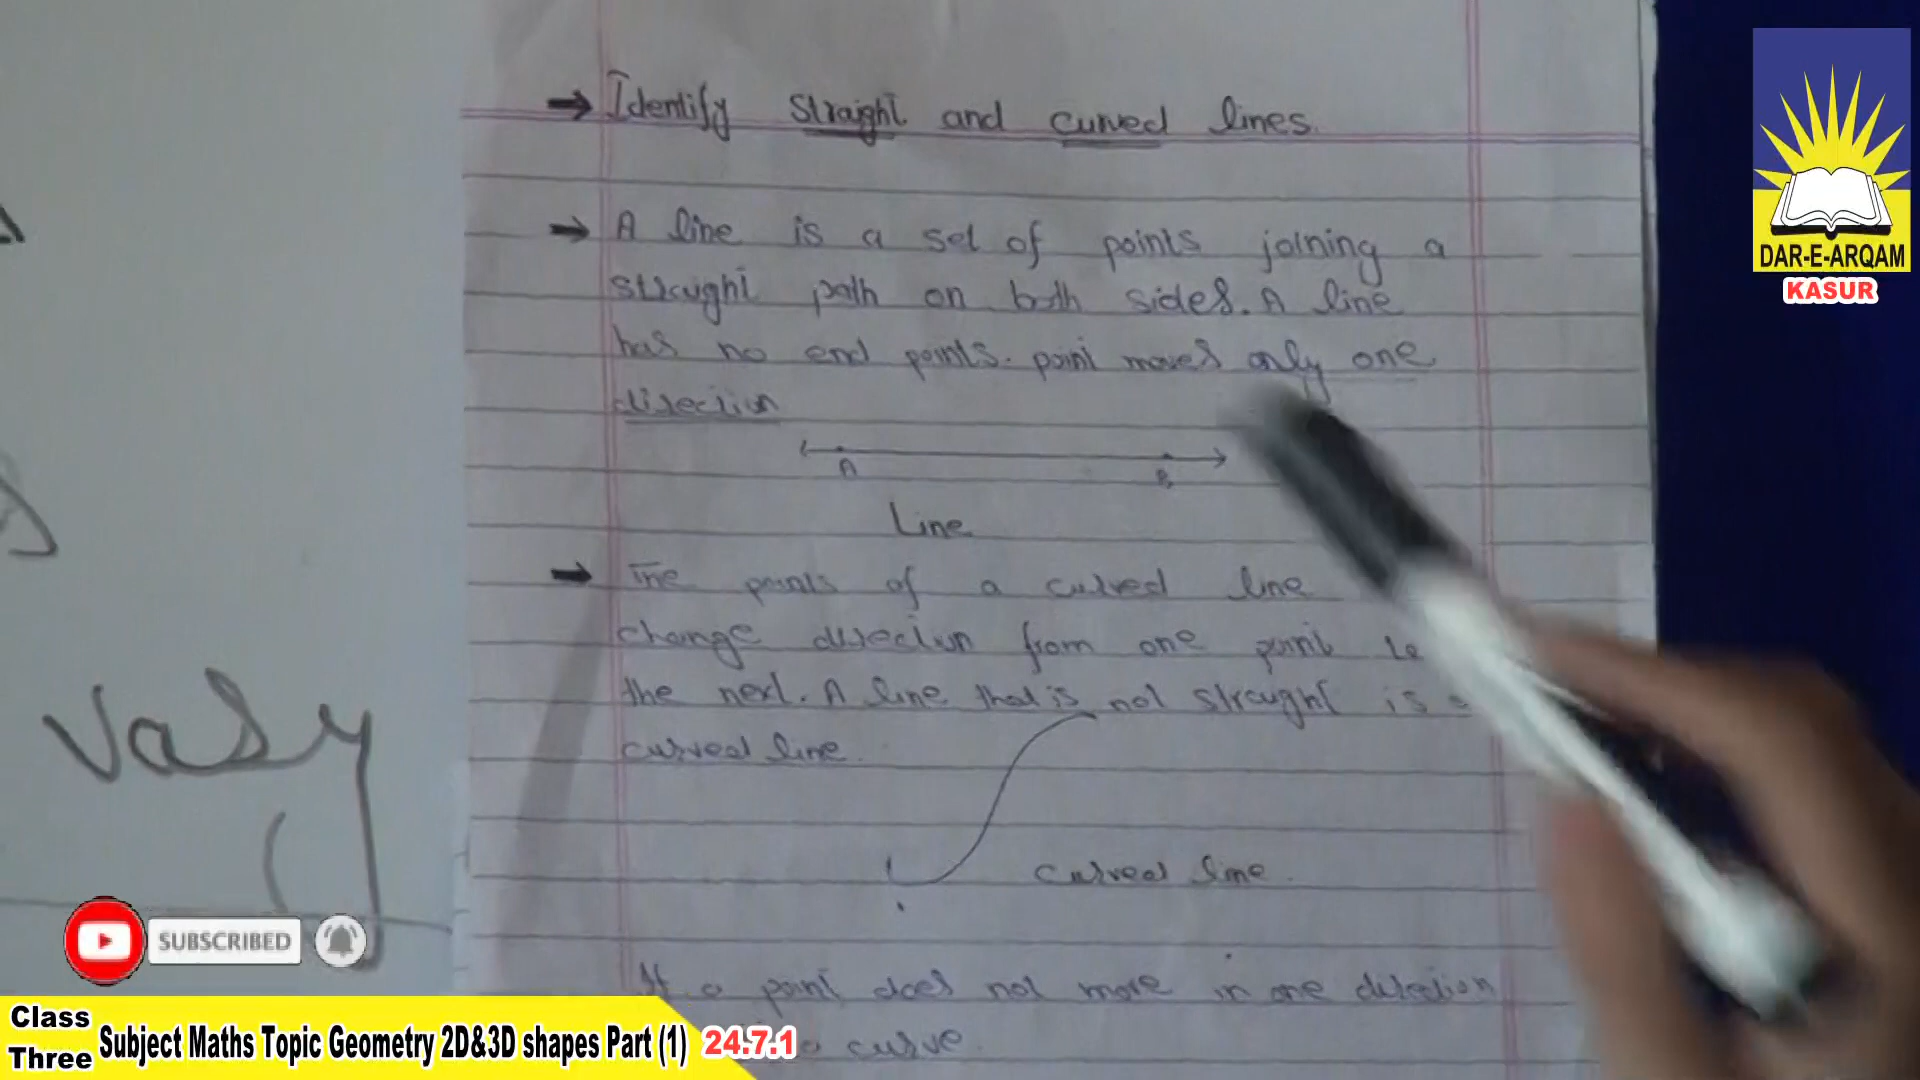 Identify straight and curved lines.
A line is a set of points joining a
straight path on both sides. A line
has no end points. point moves only one
direction
A B
Line
The points of a curved line
change direction from one point to
the next. A line that is not straight is a
curved line.
curved line.
If a point does not move in one direction
a curve.
vasy
DAR-E-ARQAM
KASUR
SUBSCRIBED
Class
Three
Subject Maths Topic Geometry 2D&3D shapes Part (1) 24.7.1